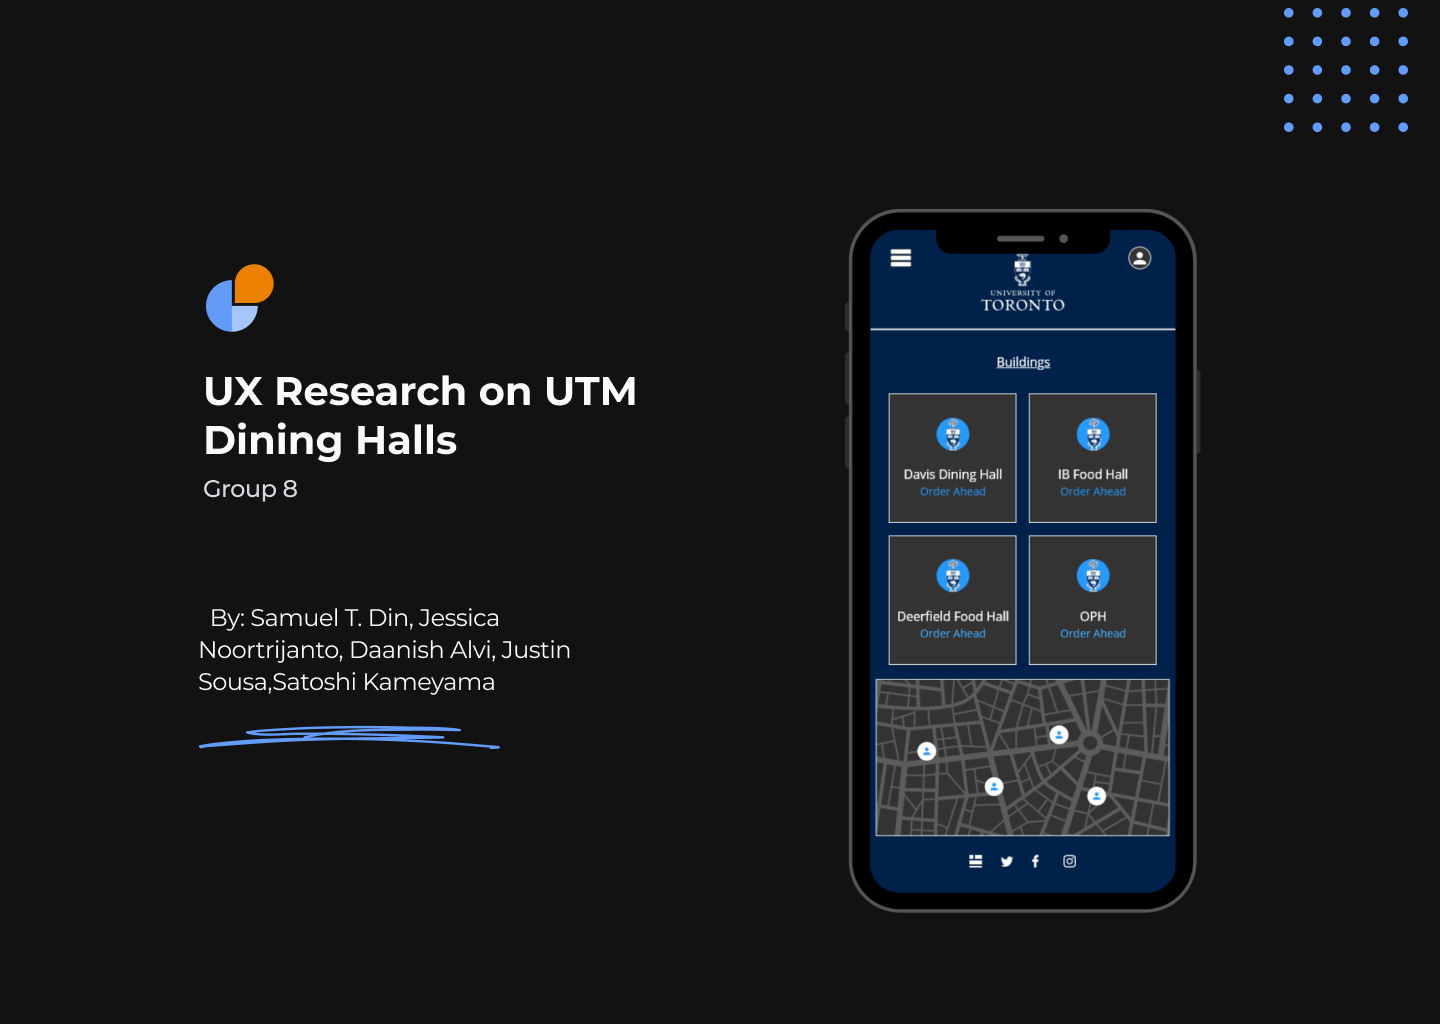 UX Research on UTM
Dining Halls
Group 8
By: Samuel T. Din, Jessica
Noortrijanto, Daanish Alvi, Justin
Sousa,Satoshi Kameyama
UNIVERSITY OF
TORONTO
Buildings
Davis Dining Hall
Order Ahead
IB Food Hall
Order Ahead
Deerfield Food Hall
Order Ahead
OPH
Order Ahead